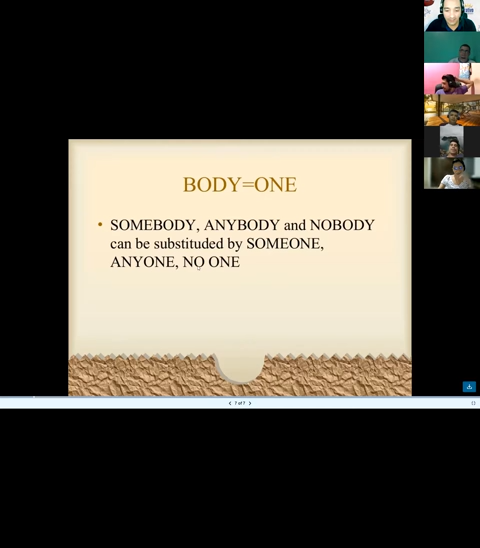 BODY=ONE
• SOMEBODY, ANYBODY and NOBODY
can be substituded by SOMEONE,
ANYONE, NO ONE
7 of 7